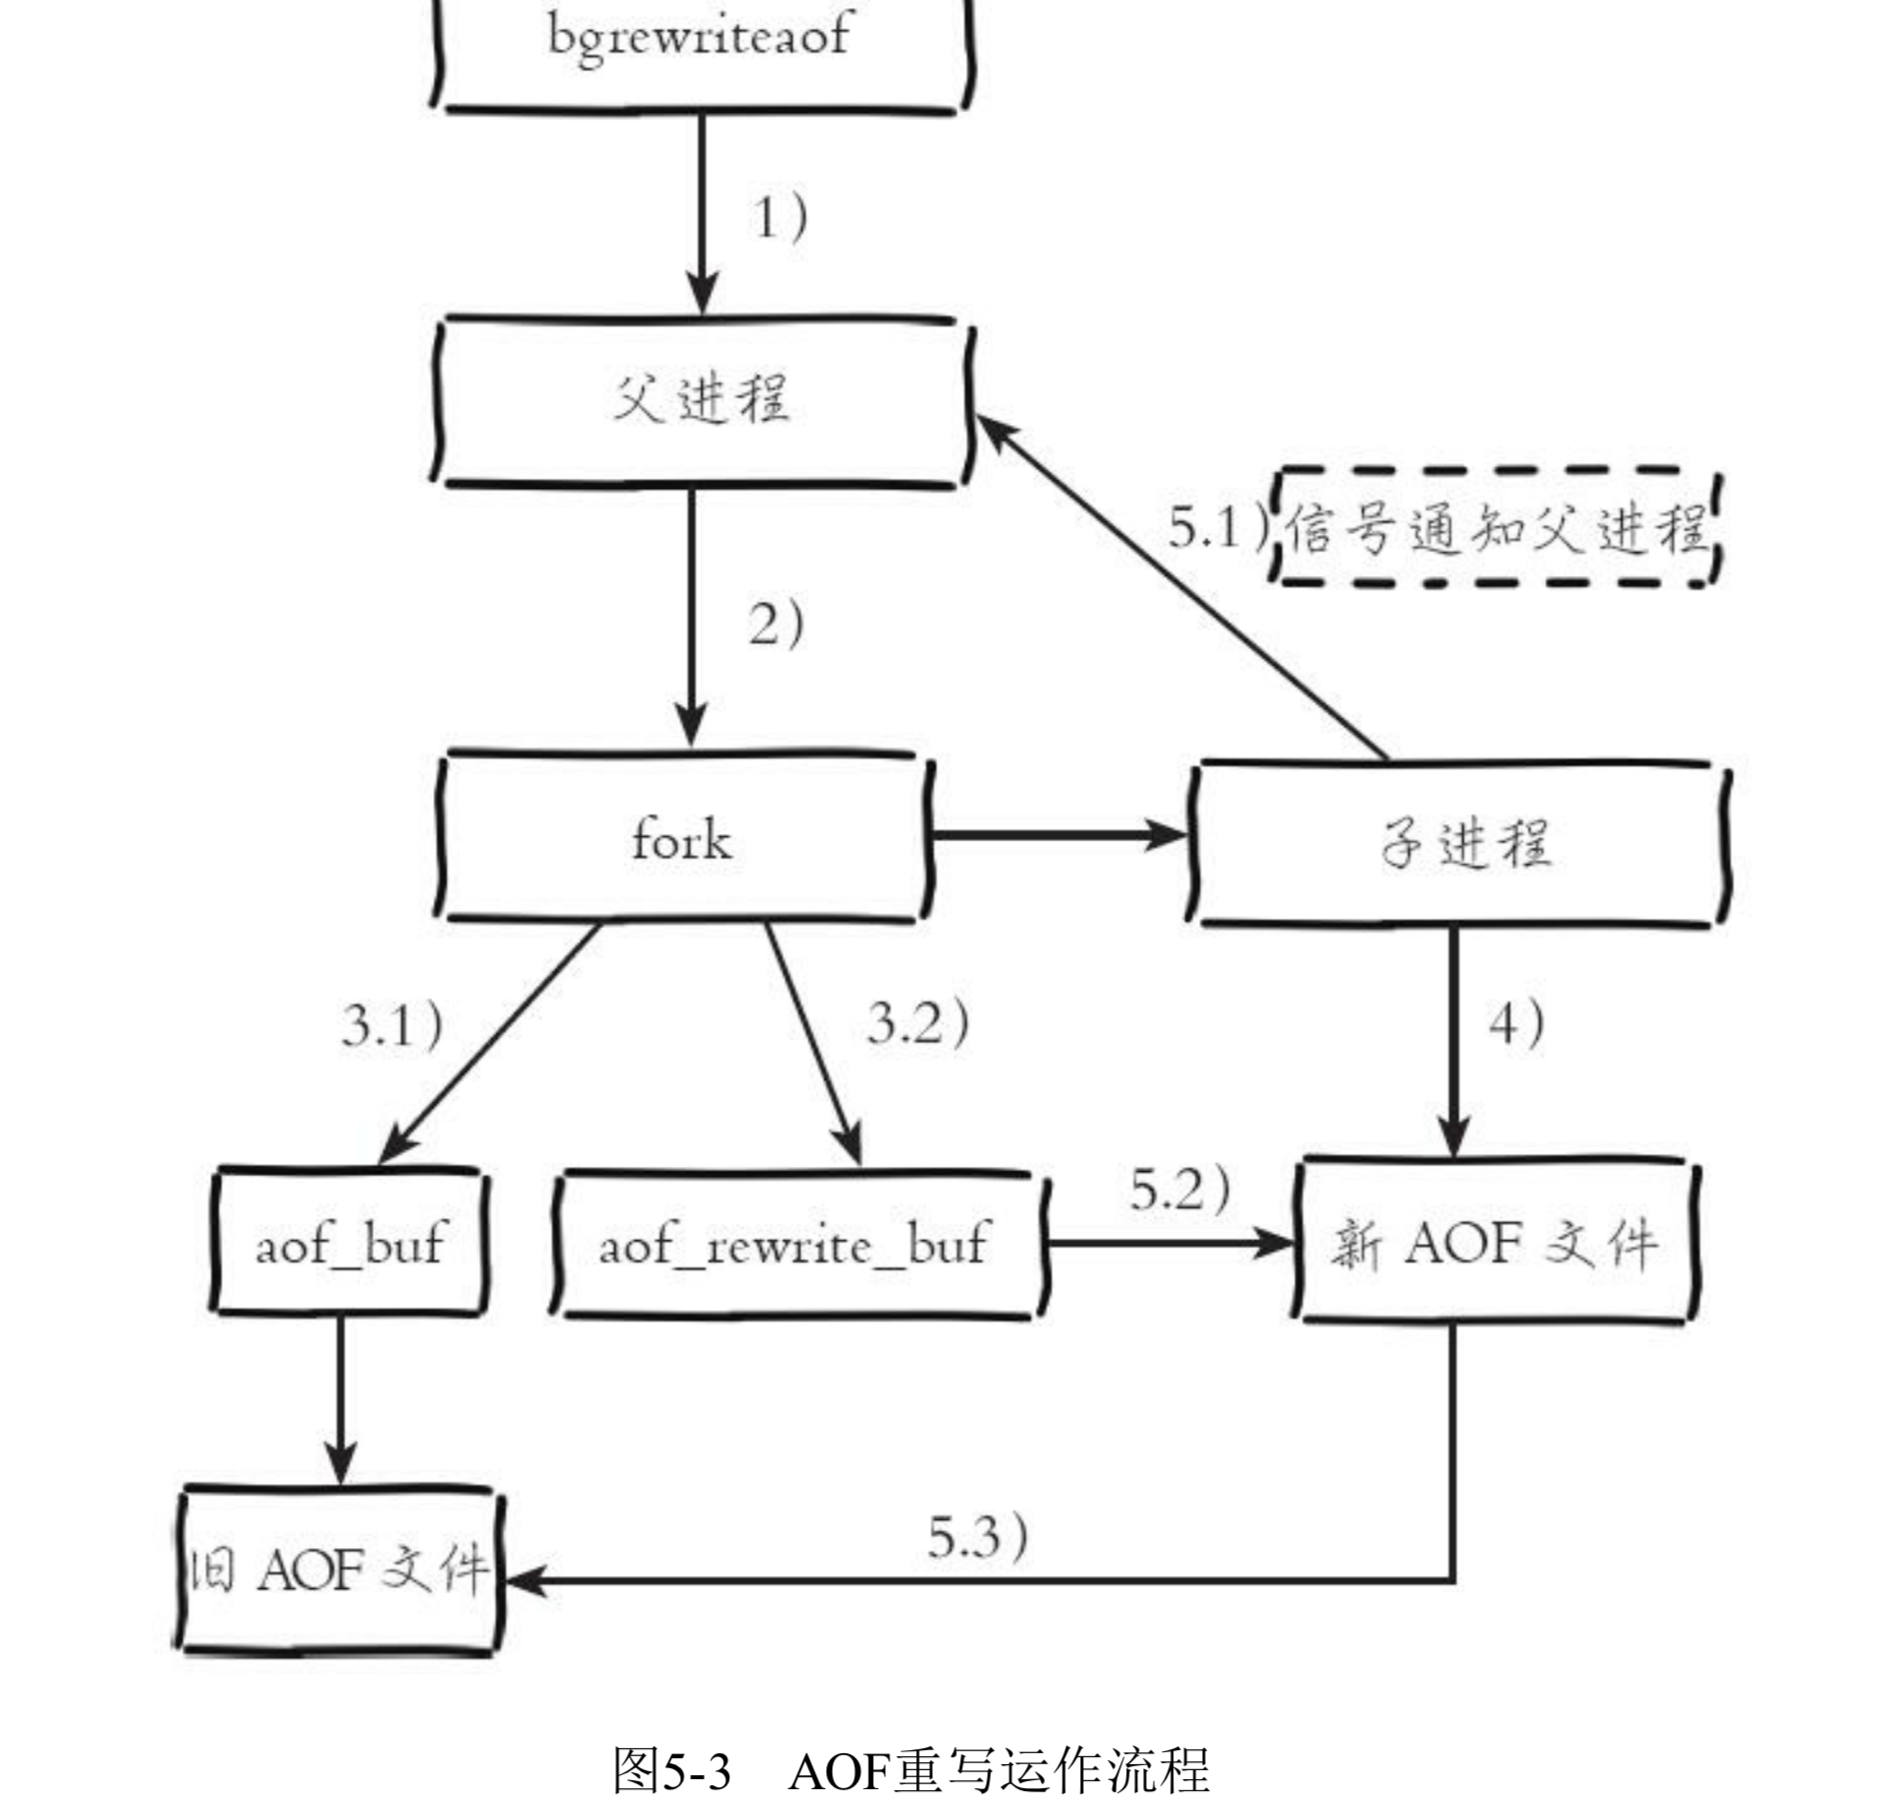 bgrewriteaof
1)
父进程
5.1)信号通知父进程
2)
fork
子进程
3.1)
3.2)
4)
aof_buf
aof_rewrite_buf
5.2)
新 AOF 文件
5.3)
旧 AOF 文件
图5-3 AOF重写运作流程